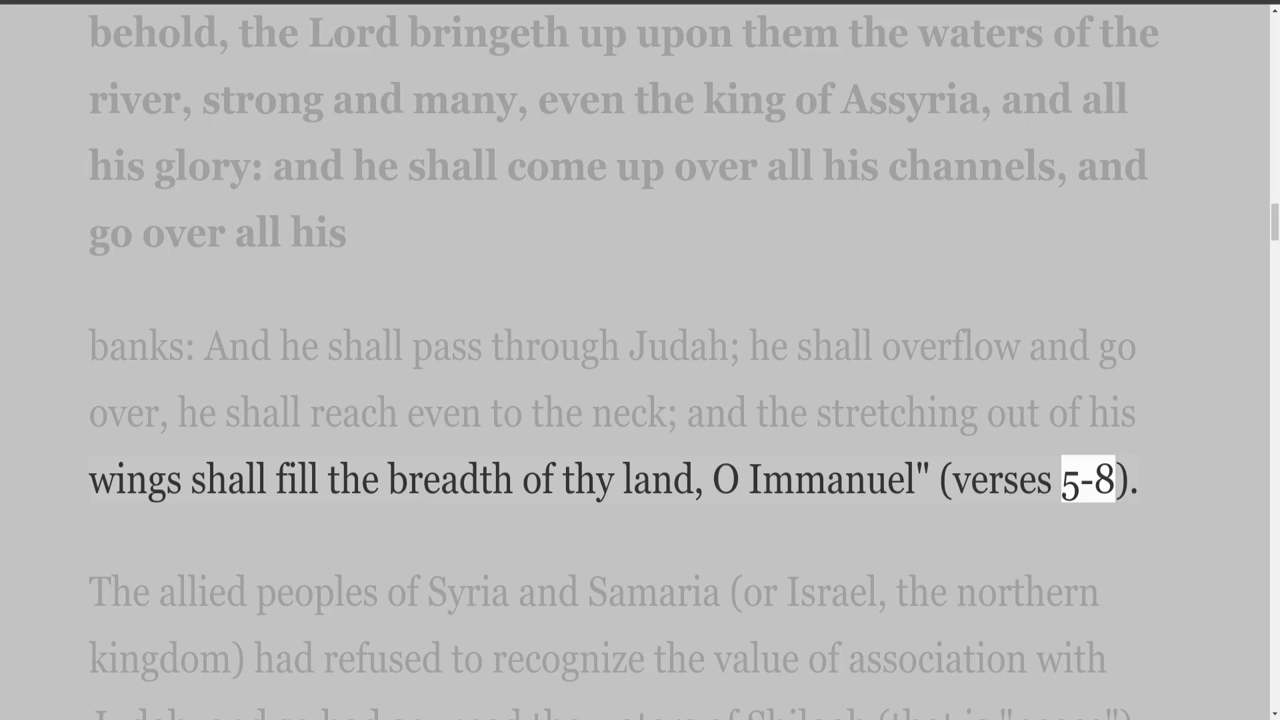 behold, the Lord bringeth up upon them the waters of the
river, strong and many, even the king of Assyria, and all
his glory: and he shall come up over all his channels, and
go over all his
banks: And he shall pass through Judah; he shall overflow and go
over, he shall reach even to the neck; and the stretching out of his
wings shall fill the breadth of thy land, O Immanuel" (verses 5-8).
The allied peoples of Syria and Samaria (or Israel, the northern
kingdom) had refused to recognize the value of association with